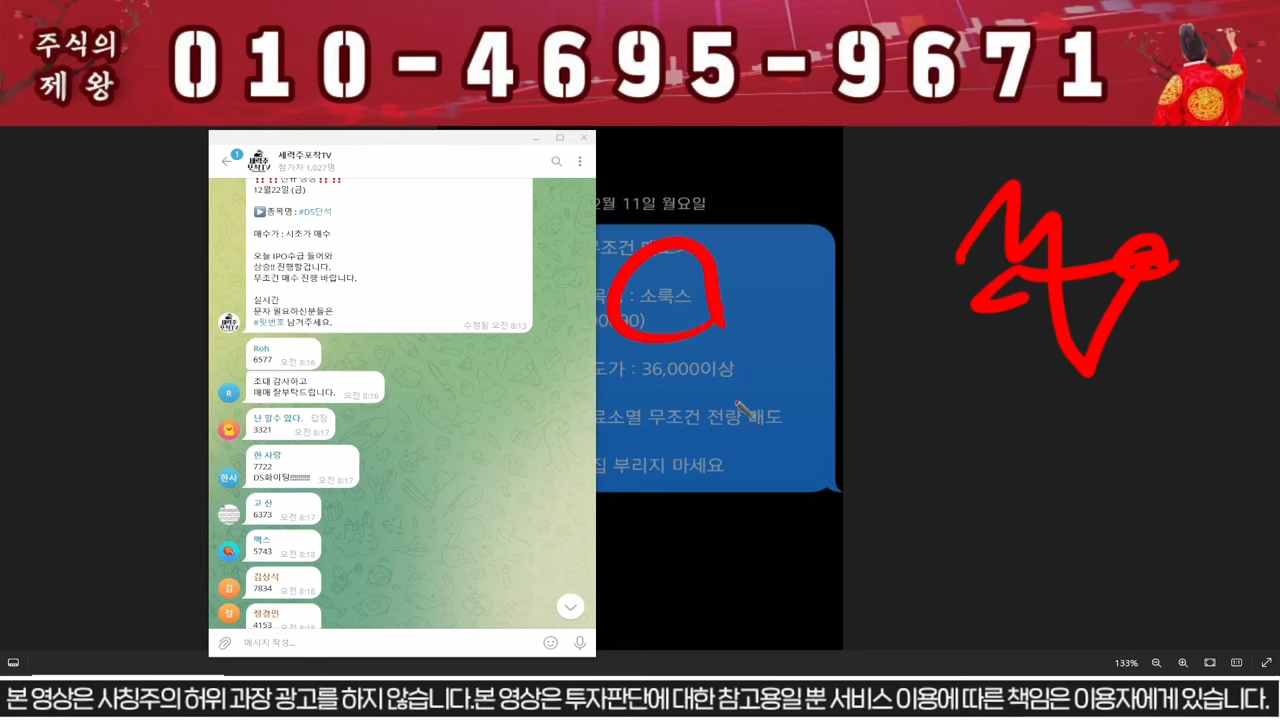 주식의
제 왕
010-4695-9671
1
세력주포착TV
참가자 1,027명
12월22일 (금)
종목명 : #DS단석
매수가 : 시초가 매수
오늘 IPO수급 들어와
상승!! 진행할겁니다.
무조건 매수 진행 바랍니다.
실시간
문자 필요하신분들은
#뒷번호 남겨주세요.
수정됨 오전 8:13
Roh
6577 오전 8:16
초대 감사하고
매매 잘부탁드립니다. 오전 8:16
R
난 할수 있다. 답장
3321 오전 8:17
한 사랑
7722
DS화이팅!!!!!!!!!!! 오전 8:17
한사
고 산
6373 오전 8:17
맥스
5743 오전 8:18
김상식
7834 오전 8:18
김
정경민
정
4153 오전 8:18
메시지 작성...
2월 11일 월요일
무조건
: 소룩스
도가 : 36,000이상
료소멸 무조건 전량 매도
집 부리지 마세요
133%
본 영상은 사칭주의 허위 과장 광고를 하지 않습니다.본 영상은 투자판단에 대한 참고용일 뿐 서비스 이용에 따른 책임은 이용자에게 있습니다.